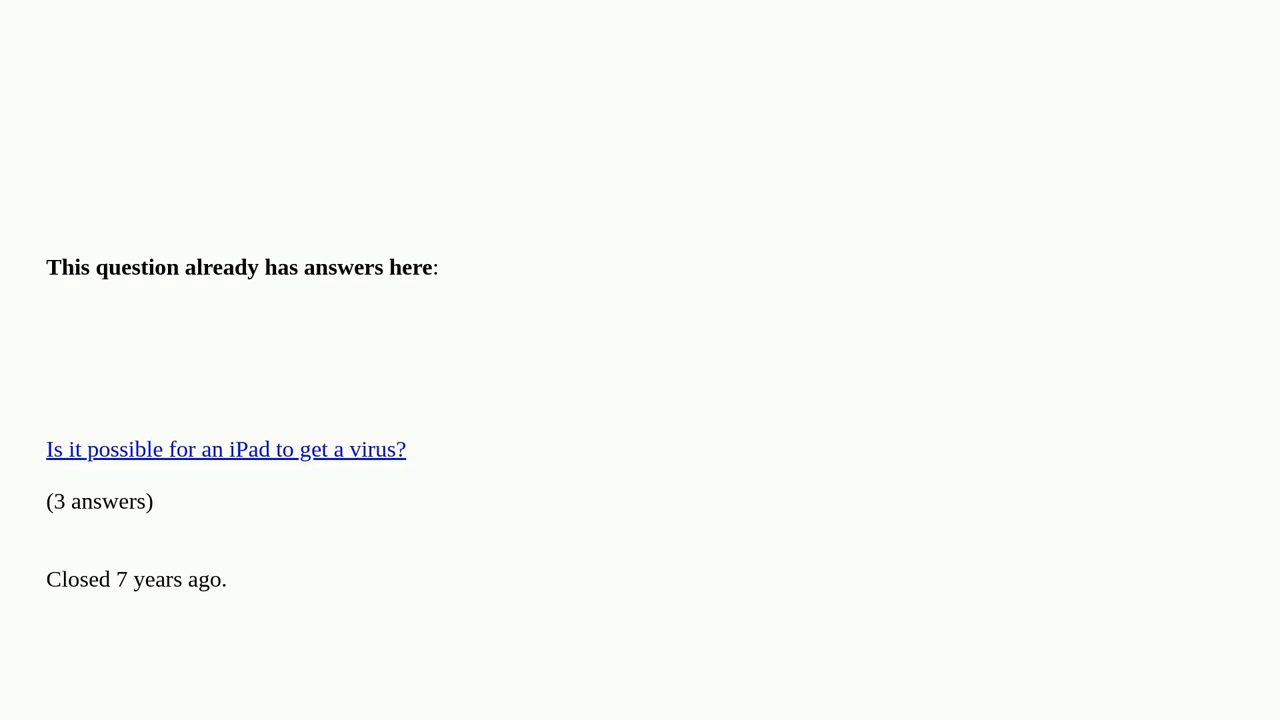 This question already has answers here:
Is it possible for an iPad to get a virus?
(3 answers)
Closed 7 years ago.